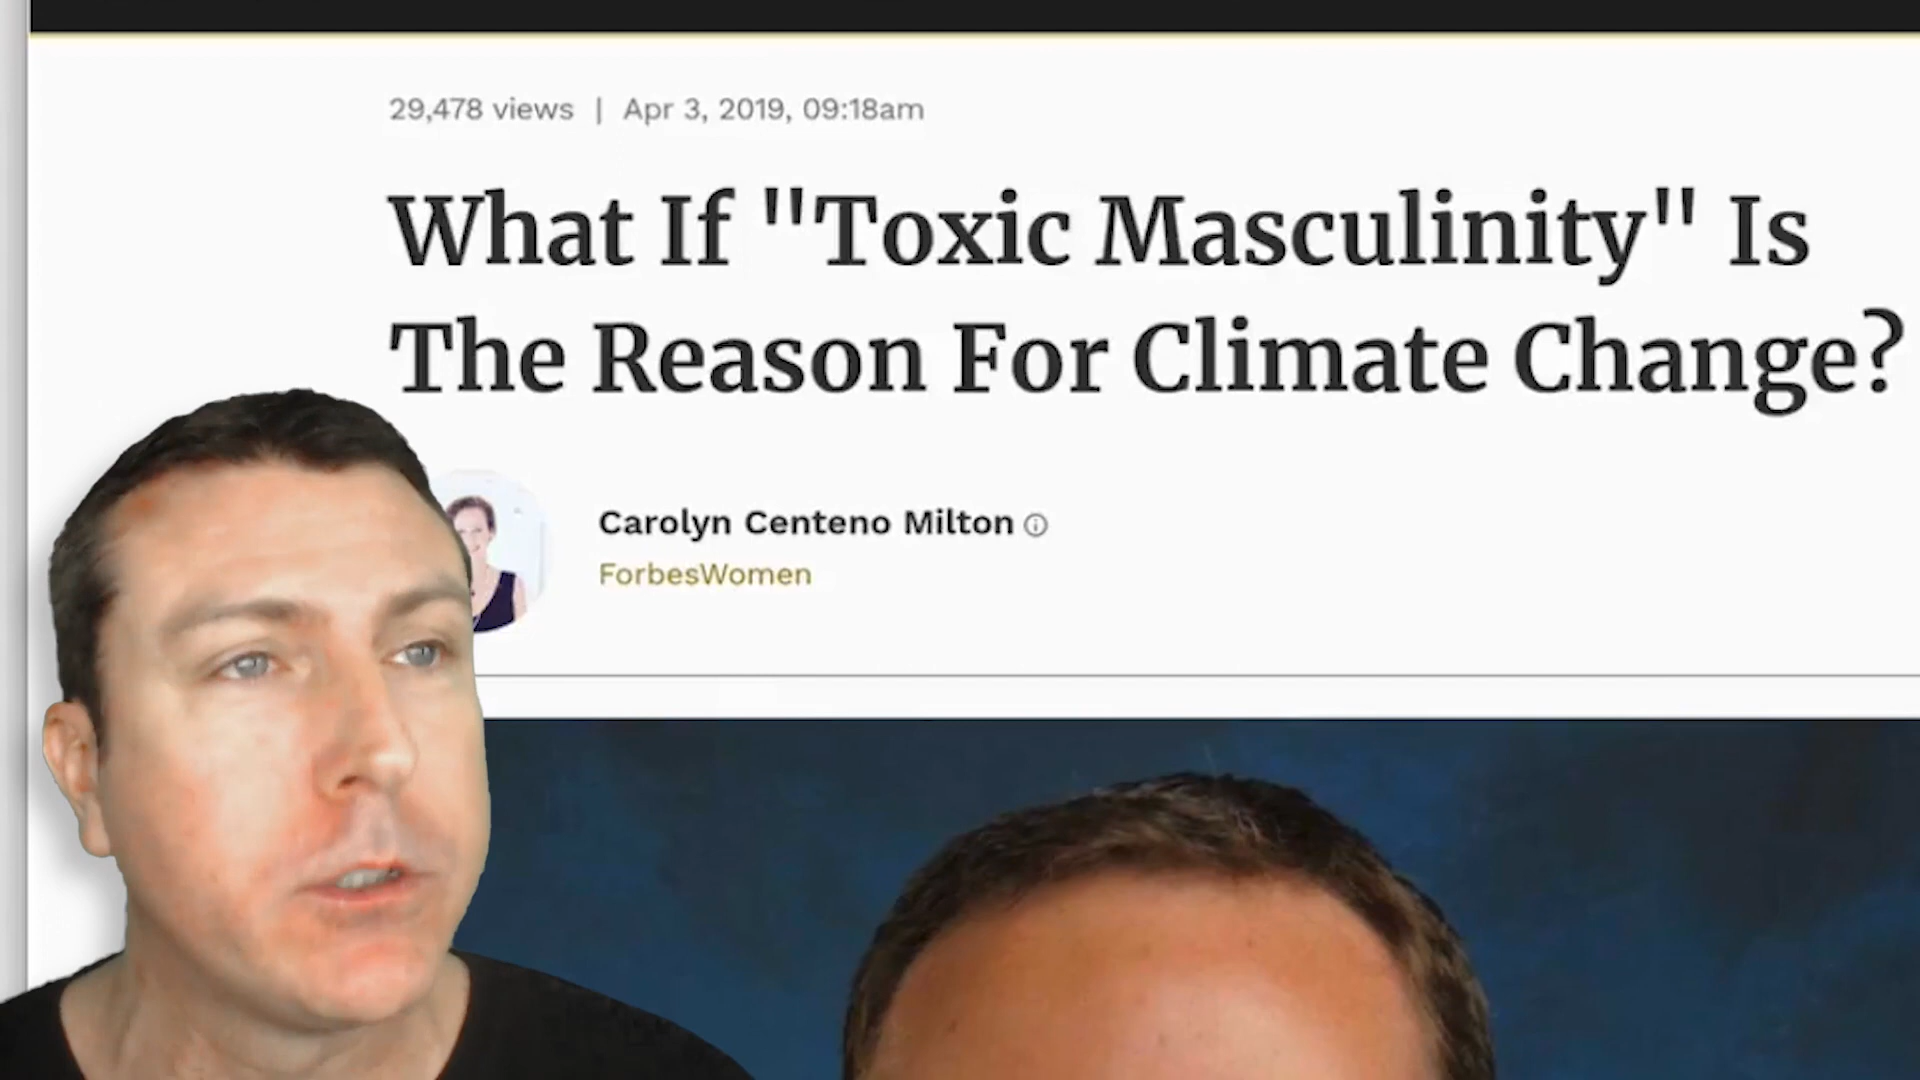 29,478 views | Apr 3, 2019, 09:18am
What If "Toxic Masculinity" Is
The Reason For Climate Change?
Carolyn Centeno Milton
ForbesWomen